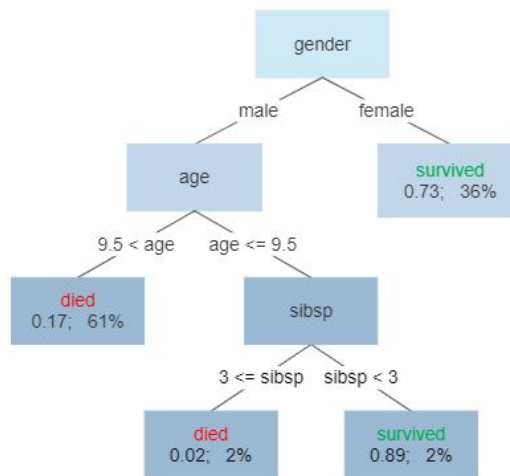 gender
male
female
age
survived
0.73; 36%
9.5 < age
age <= 9.5
died
0.17; 61%
sibsp
3 <= sibsp
sibsp < 3
died
0.02; 2%
survived
0.89; 2%